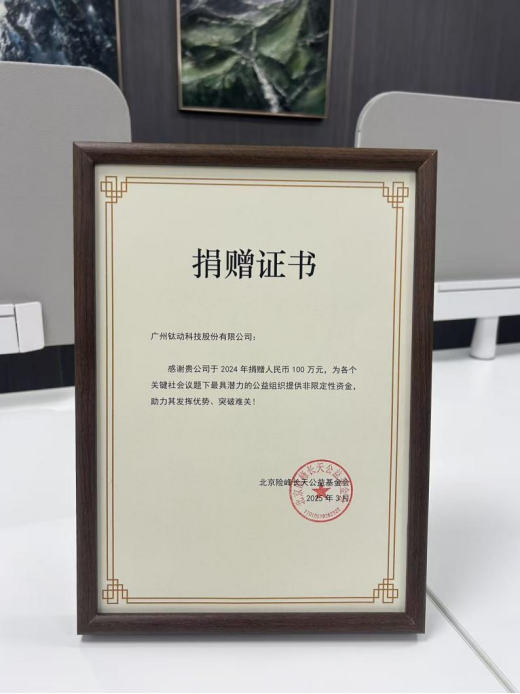 捐赠证书
广州钛动科技股份有限公司：
感谢贵公司于 2024 年捐赠人民币 100 万元，为各个
关键社会议题下最具潜力的公益组织提供非限定性资金，
助力其发挥优势、突破难关！
北京险峰长天公益基金会
2025 年 3 月